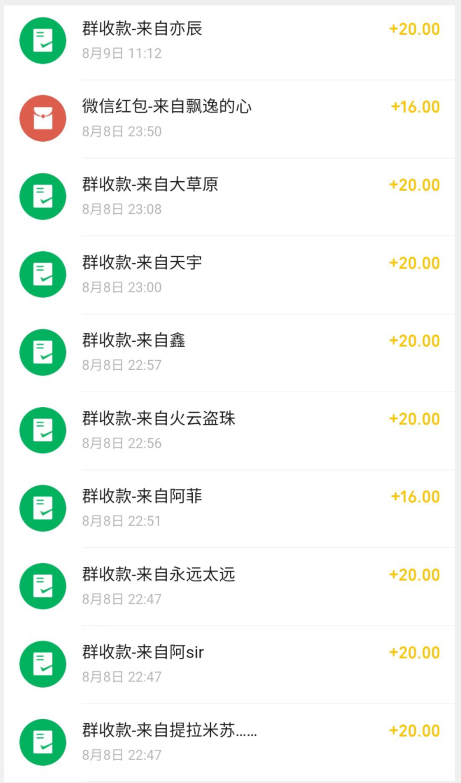 群收款-来自亦辰
+20.00
8月9日 11:12
微信红包-来自飘逸的心
+16.00
8月8日 23:50
群收款-来自大草原
+20.00
8月8日 23:08
群收款-来自天宇
+20.00
8月8日 23:00
群收款-来自鑫
+20.00
8月8日 22:57
群收款-来自火云盗珠
+20.00
8月8日 22:56
群收款-来自阿菲
+16.00
8月8日 22:51
群收款-来自永远太远
+20.00
8月8日 22:47
群收款-来自阿sir
+20.00
8月8日 22:47
群收款-来自提拉米苏……
+20.00
8月8日 22:47